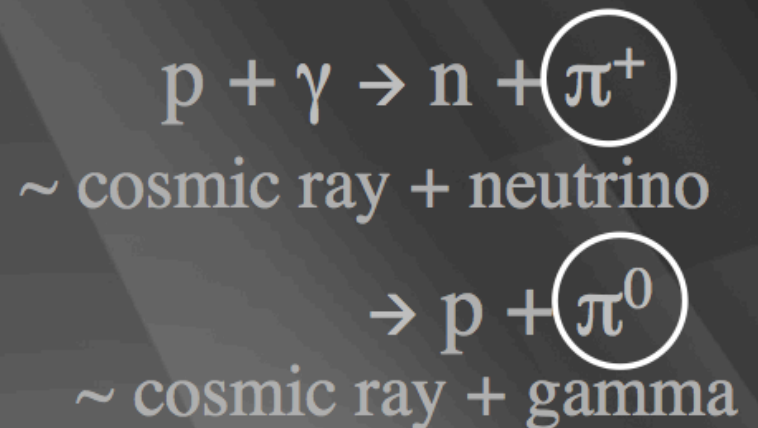 p + γ → n + π⁺
~ cosmic ray + neutrino
→ p + π⁰
~ cosmic ray + gamma